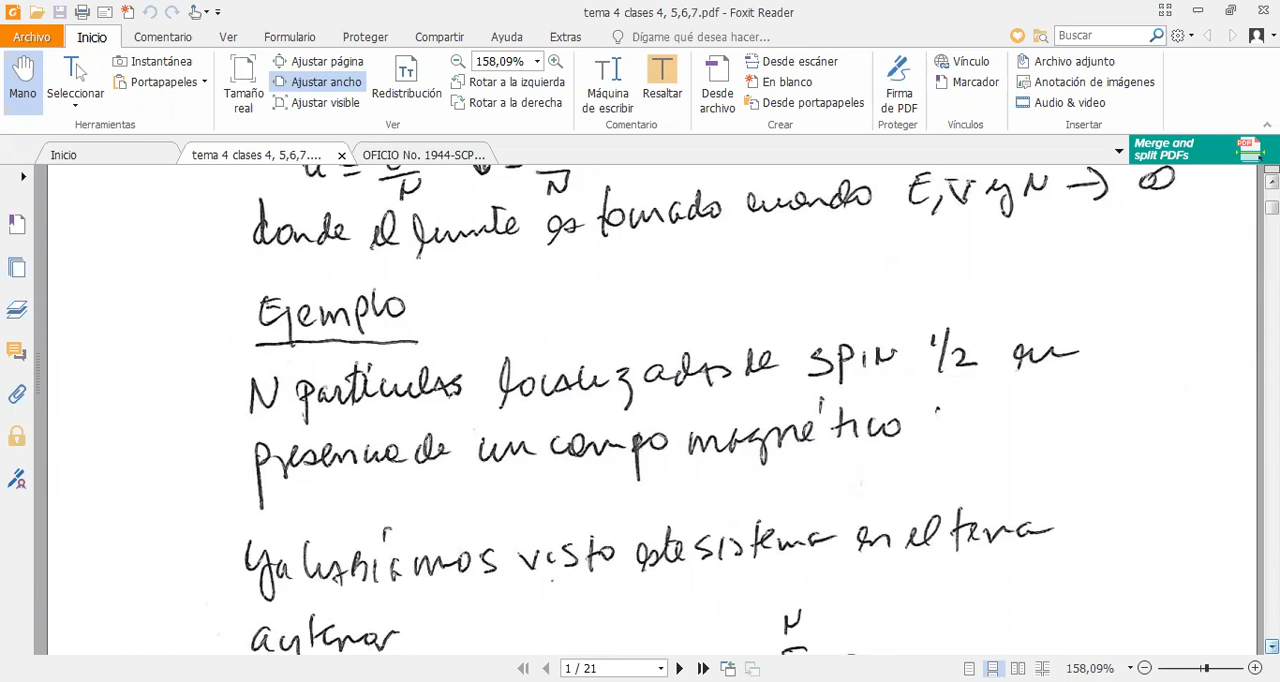 tema 4 clases 4, 5,6,7.pdf - Foxit Reader
Archivo Inicio Comentario Ver Formulario Proteger Compartir Ayuda Extras Dígame qué desea hacer... Buscar
Mano
Seleccionar
Instantánea
Portapapeles
Herramientas
Tamaño real
Ajustar página
Ajustar ancho
Ajustar visible
Redistribución
158,09%
Rotar a la izquierda
Rotar a la derecha
Ver
Máquina de escribir
Resaltar
Comentario
Desde archivo
Desde escáner
En blanco
Desde portapapeles
Crear
Firma de PDF
Proteger
Vínculo
Marcador
Vínculos
Archivo adjunto
Anotación de imágenes
Audio & video
Insertar
Inicio tema 4 clases 4, 5,6,7.... OFICIO No. 1944-SCP...
Merge and
split PDFs
PDF
N N
donde el límite es tomado cuando E, V y N → ∞
Ejemplo
N partículas localizadas de spin 1/2 en
presencia de un campo magnético
Ya habíamos visto este sistema en el tema
anterior
N
1 / 21
158,09%